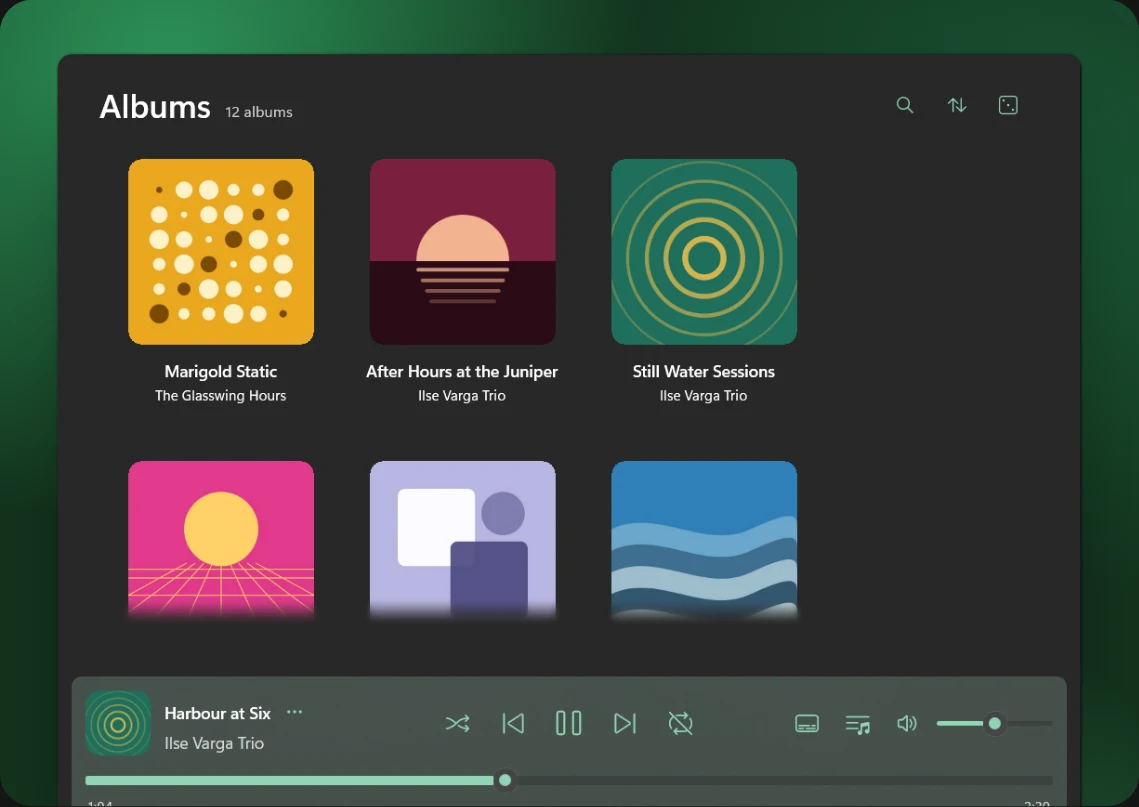 Albums
12 albums
Marigold Static
The Glasswing Hours
After Hours at the Juniper
Ilse Varga Trio
Still Water Sessions
Ilse Varga Trio
Harbour at Six
Ilse Varga Trio